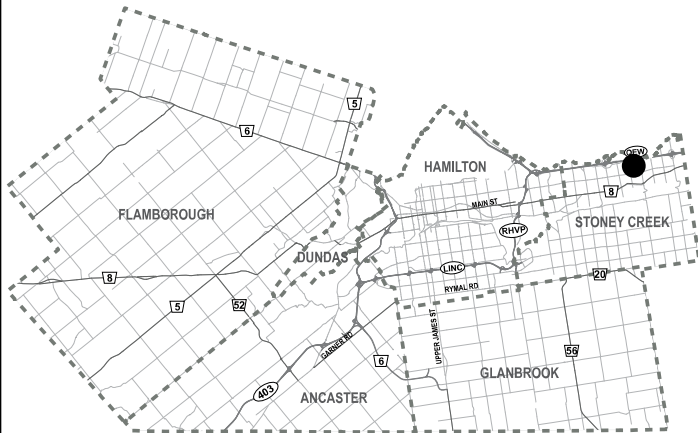 5
6
HAMILTON
QEW
8
FLAMBOROUGH
MAIN ST
STONEY CREEK
RHVP
DUNDAS
LINC
8
20
RYMAL RD
5
52
UPPER JAMES ST
GARNER RD
6
56
GLANBROOK
403
ANCASTER